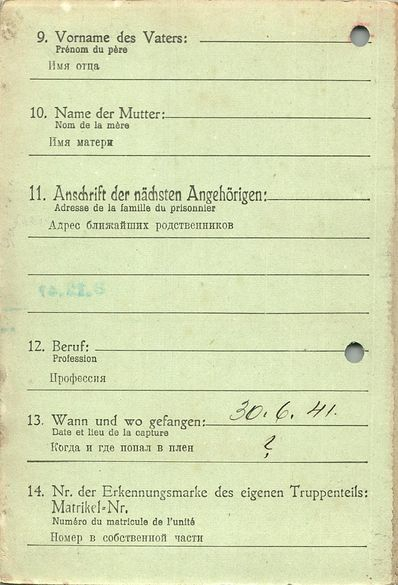 9. Vorname des Vaters:
Prénom du père
Имя отца
10. Name der Mutter:
Nom de la mère
Имя матери
11. Anschrift der nächsten Angehörigen:
Adresse de la famille du prisonnier
Адрес ближайших родственников
12. Beruf:
Profession
Профессия
13. Wann und wo gefangen: 30.6.41.
Date et lieu de la capture
Когда и где попал в плен ?
14. Nr. der Erkennungsmarke des eigenen Truppenteils:
Matrikel-Nr.
Numéro du matricule de l'unité
Номер в собственной части